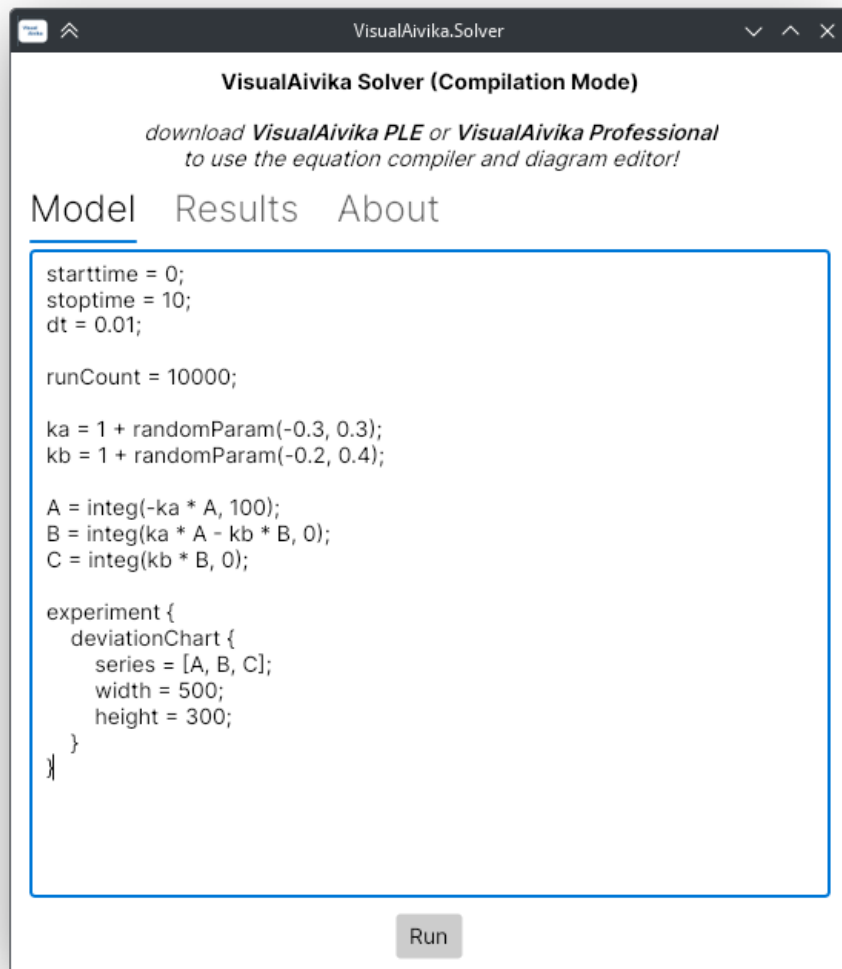 VisualAivika.Solver
VisualAivika Solver (Compilation Mode)
download VisualAivika PLE or VisualAivika Professional
to use the equation compiler and diagram editor!
Model Results About
starttime = 0;
stoptime = 10;
dt = 0.01;
runCount = 10000;
ka = 1 + randomParam(-0.3, 0.3);
kb = 1 + randomParam(-0.2, 0.4);
A = integ(-ka * A, 100);
B = integ(ka * A - kb * B, 0);
C = integ(kb * B, 0);
experiment {
deviationChart {
series = [A, B, C];
width = 500;
height = 300;
}
}
Run